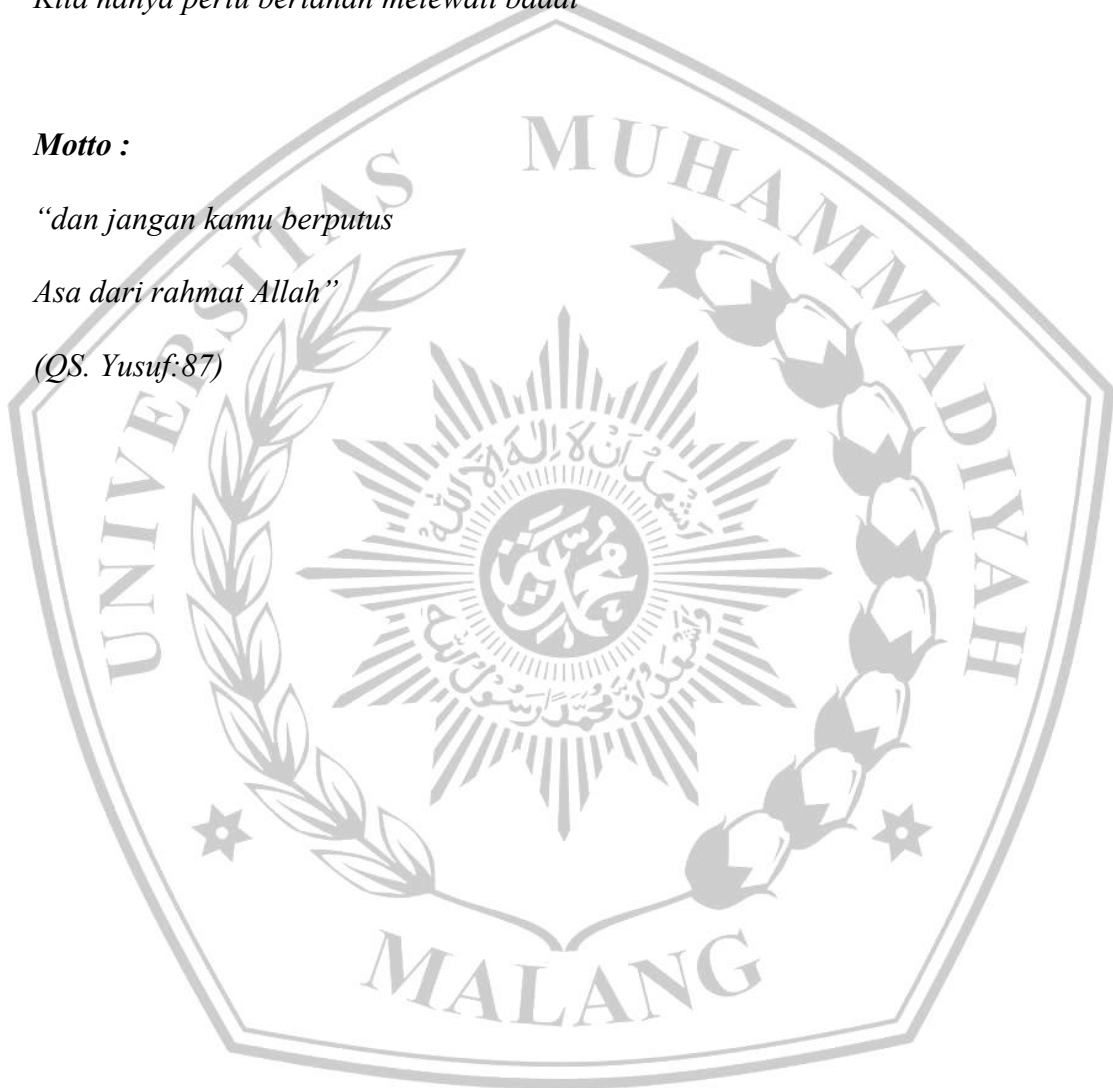 Kita hanya perlu bertahan melewati badai
Motto :
“dan jangan kamu berputus
Asa dari rahmat Allah”
(QS. Yusuf:87)
UNIVERSITAS MUHAMMADIYAH
MALANG